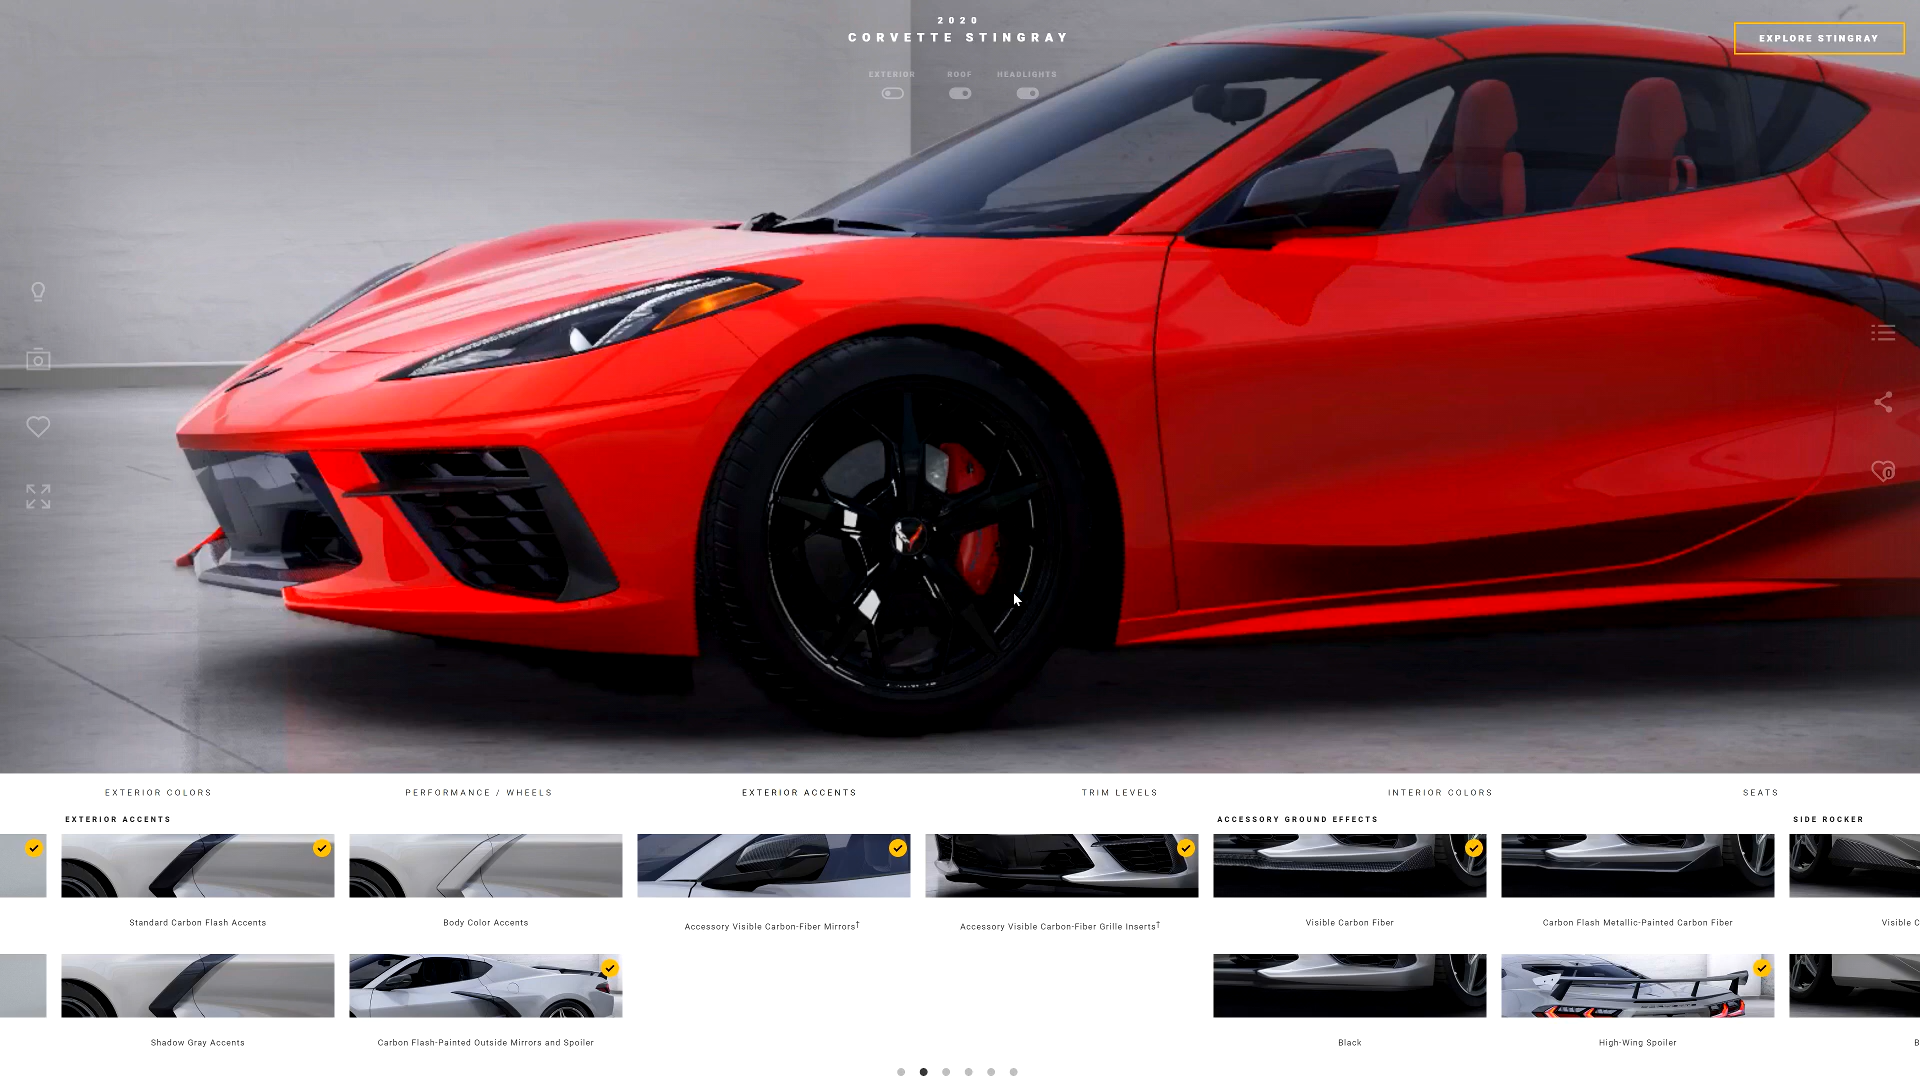 2020
CORVETTE STINGRAY
EXPLORE STINGRAY
EXTERIOR ROOF HEADLIGHTS
0
EXTERIOR COLORS PERFORMANCE / WHEELS EXTERIOR ACCENTS TRIM LEVELS INTERIOR COLORS SEATS
EXTERIOR ACCENTS ACCESSORY GROUND EFFECTS SIDE ROCKER
Standard Carbon Flash Accents
Body Color Accents
Accessory Visible Carbon-Fiber Mirrors†
Accessory Visible Carbon-Fiber Grille Inserts†
Visible Carbon Fiber
Carbon Flash Metallic-Painted Carbon Fiber
Visible C
Shadow Gray Accents
Carbon Flash-Painted Outside Mirrors and Spoiler
Black
High-Wing Spoiler
B